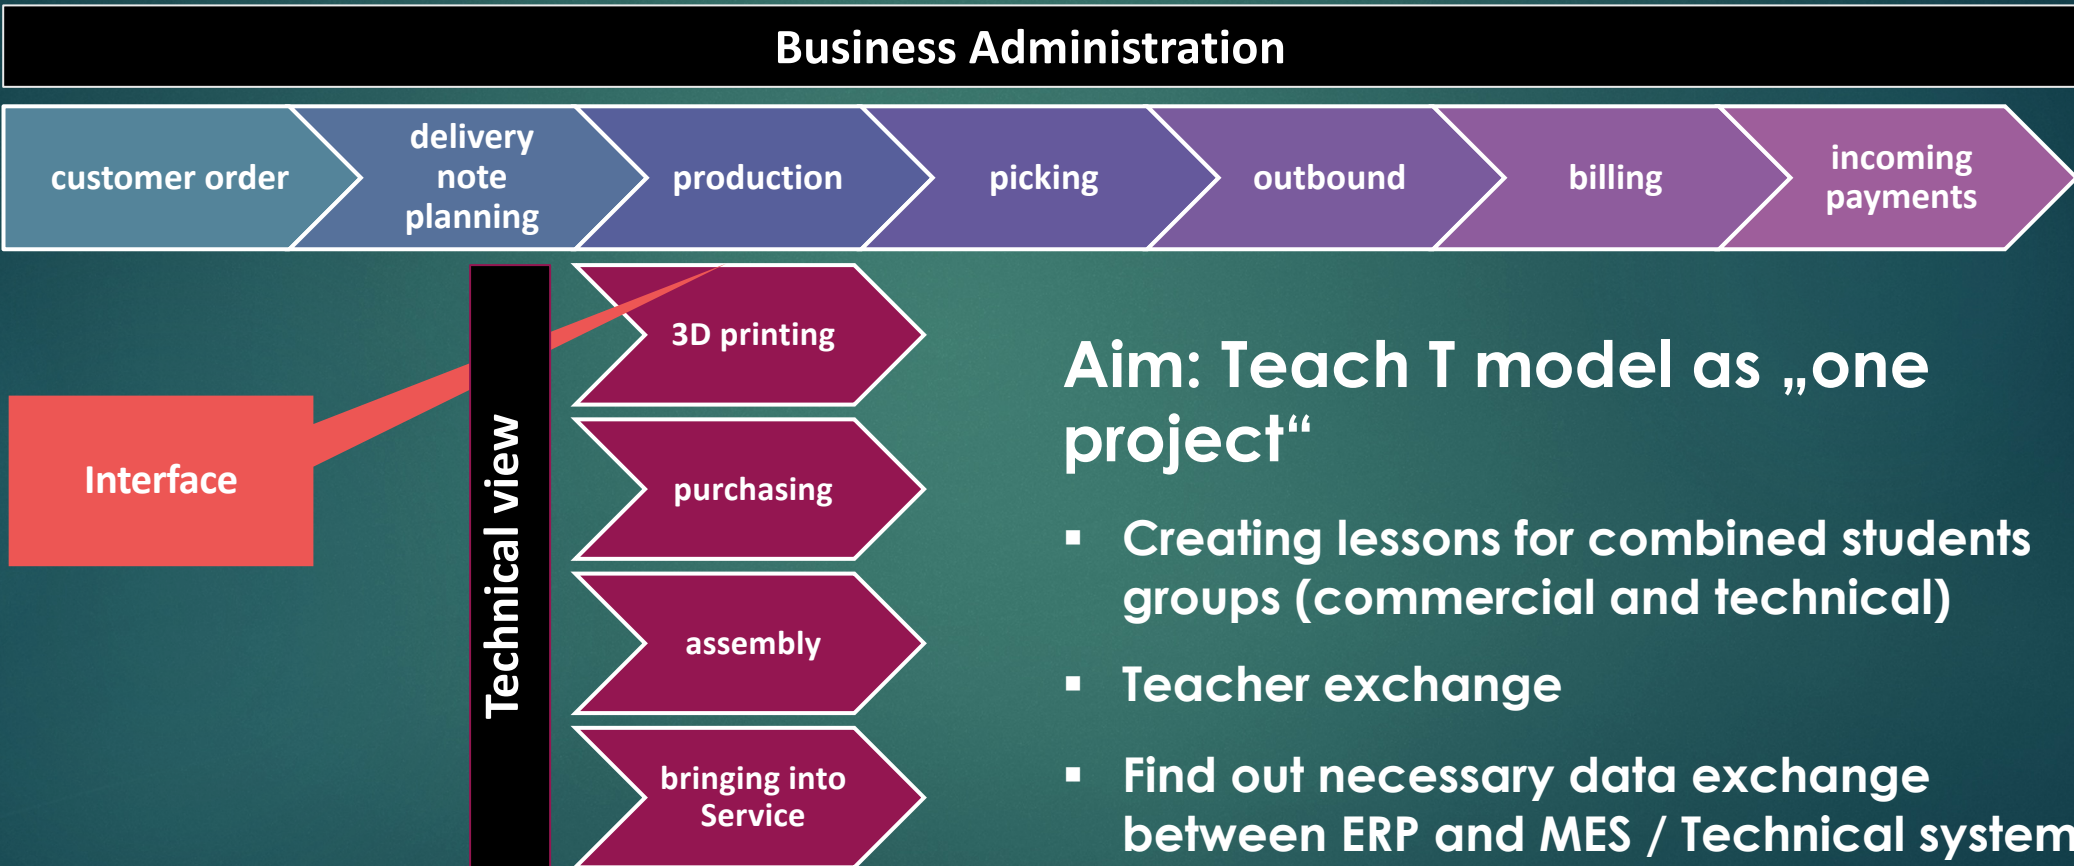 Business Administration
customer order
delivery
note
planning
production
picking
outbound
billing
incoming
payments
Interface
Technical view
3D printing
purchasing
assembly
bringing into
Service
Aim: Teach T model as „one
project“
▪ Creating lessons for combined students
groups (commercial and technical)
▪ Teacher exchange
▪ Find out necessary data exchange
between ERP and MES / Technical system